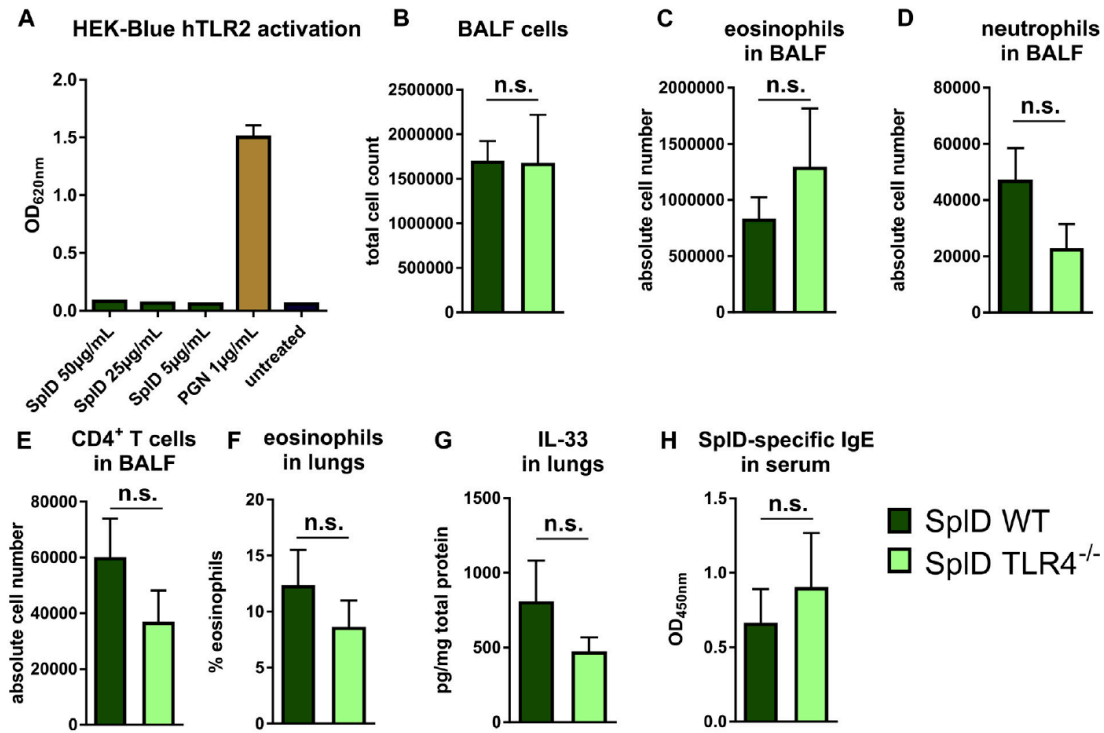 A
HEK-Blue hTLR2 activation
OD620nm
2.0
1.5
1.0
0.5
0.0
SplD 50µg/mL
SplD 25µg/mL
SplD 5µg/mL
PGN 1µg/mL
untreated
B
BALF cells
total cell count
2500000
2000000
1500000
1000000
500000
0
n.s.
C
eosinophils
in BALF
absolute cell number
2000000
1500000
1000000
500000
0
n.s.
D
neutrophils
in BALF
absolute cell number
80000
60000
40000
20000
0
n.s.
E
CD4+ T cells
in BALF
absolute cell number
80000
60000
40000
20000
0
n.s.
F
eosinophils
in lungs
% eosinophils
20
15
10
5
0
n.s.
G
IL-33
in lungs
pg/mg total protein
1500
1000
500
0
n.s.
H
SplD-specific IgE
in serum
OD450nm
1.5
1.0
0.5
0.0
n.s.
SplD WT
SplD TLR4-/-